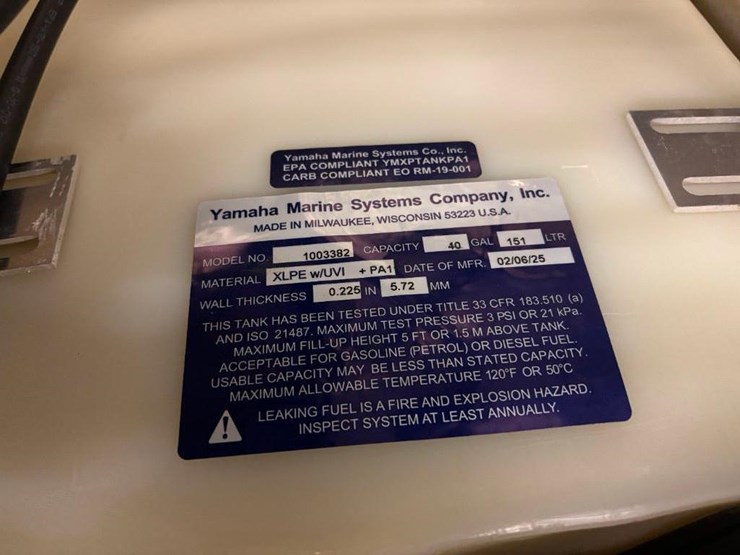 Yamaha Marine Systems Co., Inc.
EPA COMPLIANT YMXPTANKPA1
CARB COMPLIANT EO RM-19-001
Yamaha Marine Systems Company, Inc.
MADE IN MILWAUKEE, WISCONSIN 53223 U.S.A.
MODEL NO. 1003382 CAPACITY 40 GAL 151 LTR
MATERIAL XLPE w/UVI + PA1 DATE OF MFR. 02/06/25
WALL THICKNESS 0.225 IN 5.72 MM
THIS TANK HAS BEEN TESTED UNDER TITLE 33 CFR 183.510 (a)
AND ISO 21487. MAXIMUM TEST PRESSURE 3 PSI OR 21 kPa.
MAXIMUM FILL-UP HEIGHT 5 FT OR 1.5 M ABOVE TANK.
ACCEPTABLE FOR GASOLINE (PETROL) OR DIESEL FUEL.
USABLE CAPACITY MAY BE LESS THAN STATED CAPACITY.
MAXIMUM ALLOWABLE TEMPERATURE 120°F OR 50°C
LEAKING FUEL IS A FIRE AND EXPLOSION HAZARD.
INSPECT SYSTEM AT LEAST ANNUALLY.